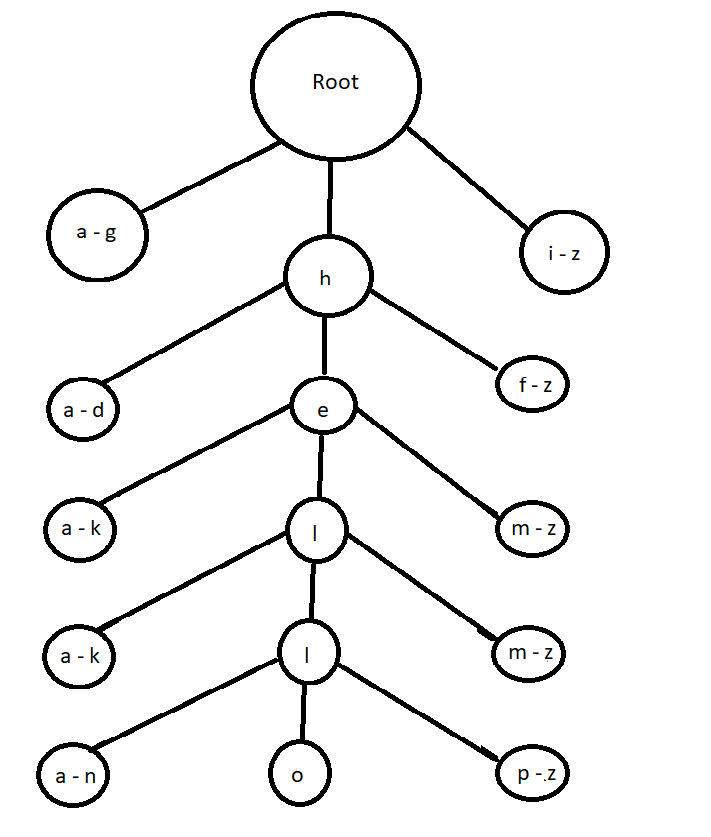 Root
a - g
h
i - z
a - d
e
f - z
a - k
l
m - z
a - k
l
m - z
a - n
o
p - z